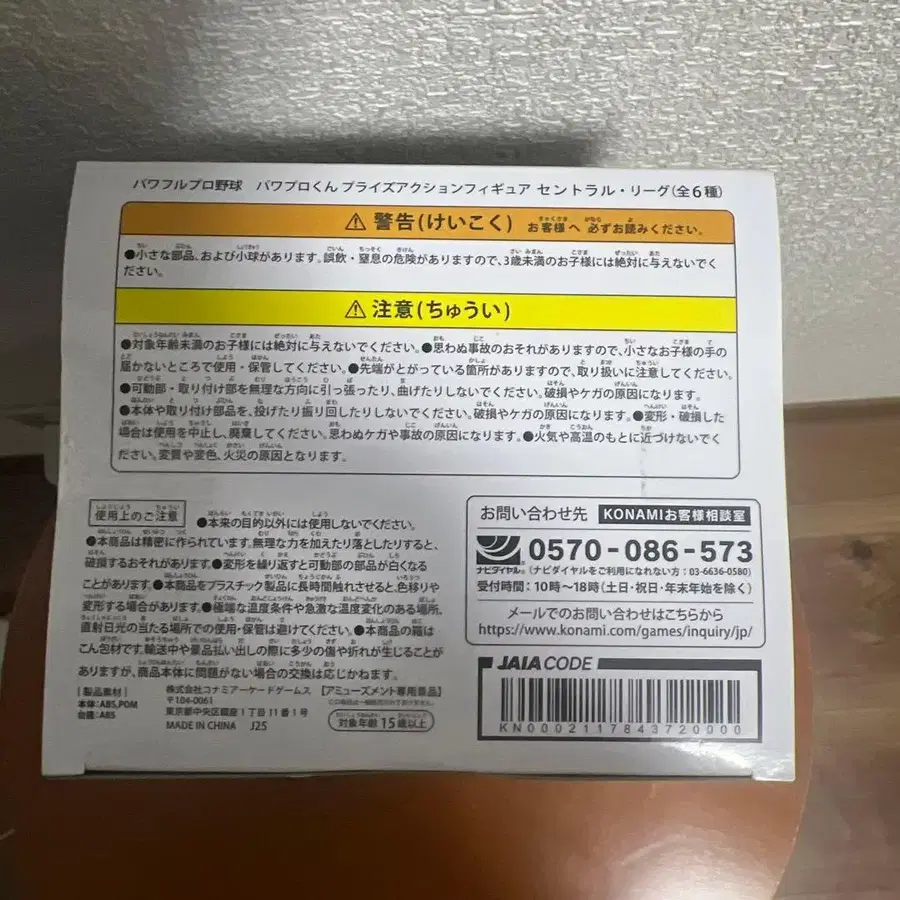 パワフルプロ野球 パワプロくん プライズアクションフィギュア セントラル・リーグ(全6種)
⚠ 警告(けいこく) お客様へ 必ずお読みください。
●小さな部品、および小球があります。誤飲・窒息の危険がありますので、3歳未満のお子様には絶対に与えないでく
ださい。
⚠ 注意(ちゅうい)
●対象年齢未満のお子様には絶対に与えないでください。●思わぬ事故のおそれがありますので、小さなお子様の手の
届かないところで使用・保管してください。●先端がとがっている箇所がありますので、取り扱いに注意してください。
●可動部・取り付け部を無理な方向に引っ張ったり、曲げたりしないでください。破損やケガの原因になります。
●本体や取り付け部品を、投げたり振り回したりしないでください。破損やケガの原因になります。●変形・破損した
場合は使用を中止し、廃棄してください。思わぬケガや事故の原因になります。●火気や高温のもとに近づけないでく
ださい。変質や変色、火災の原因となります。
使用上のご注意 ●本来の目的以外には使用しないでください。
●本商品は精密に作られています。無理な力を加えたり落としたりすると、
破損するおそれがあります。●変形を繰り返すと可動部の部品が白くなる
ことがあります。●本商品をプラスチック製品に長時間触れさせると、色移りや
変形する場合があります。●極端な温度条件や急激な温度変化のある場所、
直射日光の当たる場所での使用・保管は避けてください。●本商品の箱は
こん包材です。輸送中や景品払い出しの際に多少の傷や折れが生じることが
ありますが、商品本体に問題がない場合の交換は応じかねます。
[製品素材]
本体:ABS,POM
台座:ABS
株式会社コナミアーケードゲームス
〒104-0061
東京都中央区銀座1丁目11番1号
MADE IN CHINA J25
【アミューズメント専用景品】
対象年齢15歳以上
お問い合わせ先 KONAMIお客様相談室
ナビダイヤル 0570-086-573
(ナビダイヤルをご利用になれない方:03-6636-0580)
受付時間:10時～18時(土日・祝日・年末年始を除く)
メールでのお問い合わせはこちらから
https://www.konami.com/games/inquiry/jp/
JAIA CODE
KN0002117843720000